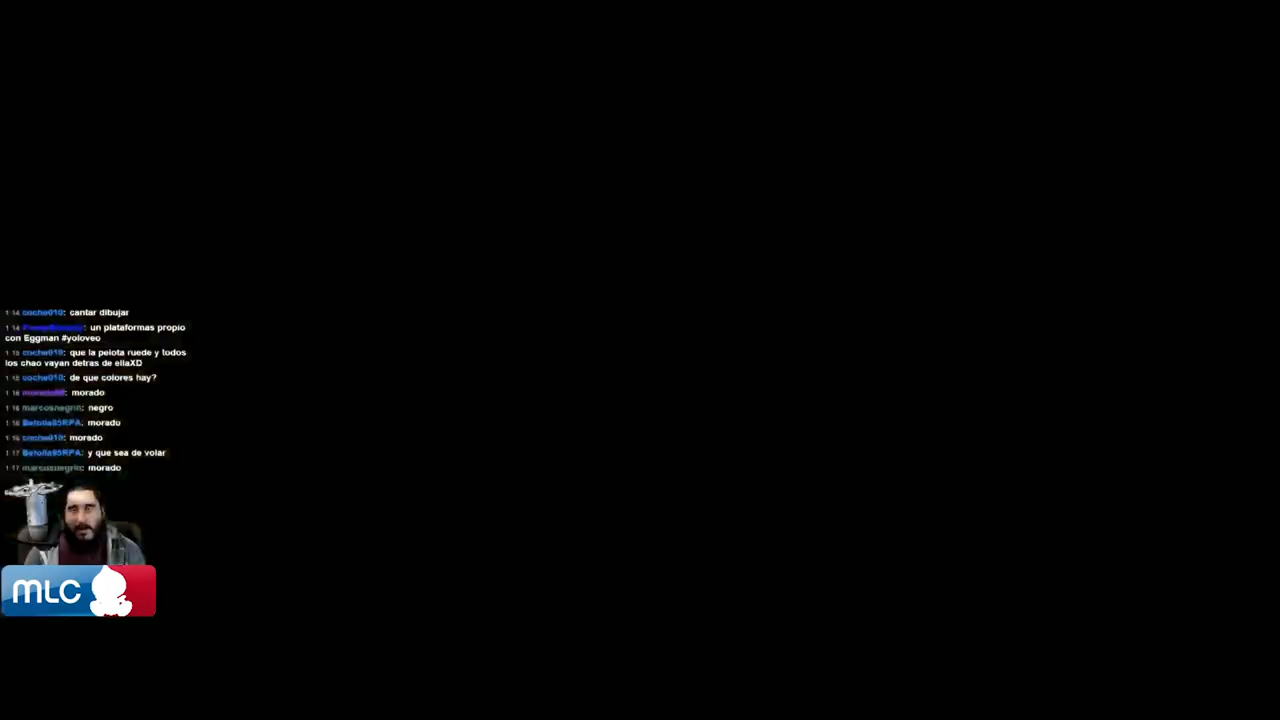 1:14 coche010: cantar dibujar
1:14 : un plataformas propio
con Eggman #yoloveo
1:15 coche010: que la pelota ruede y todos
los chao vayan detras de ellaXD
1:15 coche010: de que colores hay?
1:16 : morado
1:16 marcosnegrin: negro
1:16 : morado
1:16 coche010: morado
1:17 : y que sea de volar
1:17 marcosnegrin: morado
MLC